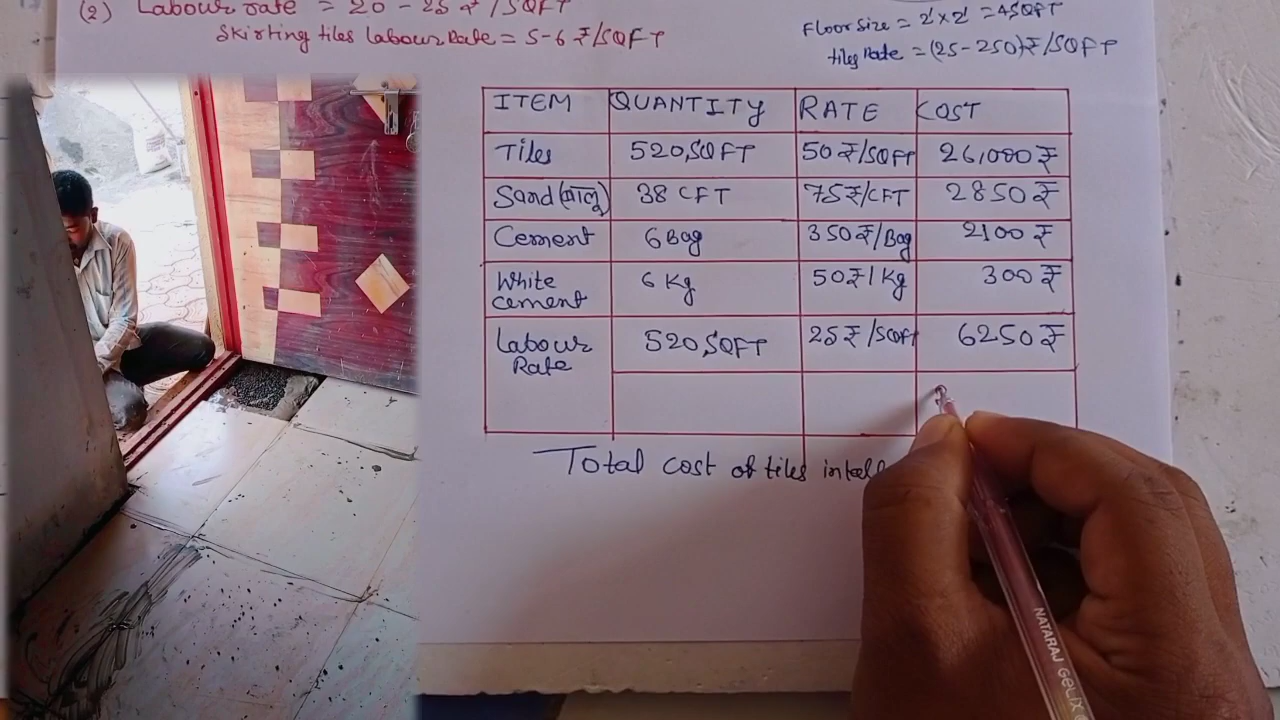 (2) Labour rate = 20 - 25 ₹/SQFT
Skirting tiles labour Rate = 5-6 ₹/SQFT
Floor Size = 2'x2' = 4SQFT
tiles Rate = (25-250)₹/SQFT
ITEM QUANTITY RATE COST
Tiles 520,SQFT 50₹/SQFT 26,000₹
Sand(बालू) 38 CFT 75₹/CFT 2850₹
Cement 6 Bag 350₹/Bag 2100₹
White cement 6 Kg 50₹/Kg 300₹
Labour Rate 520,SQFT 25₹/SQFT 6250₹
Total cost of tiles
NATARAJ GELIX